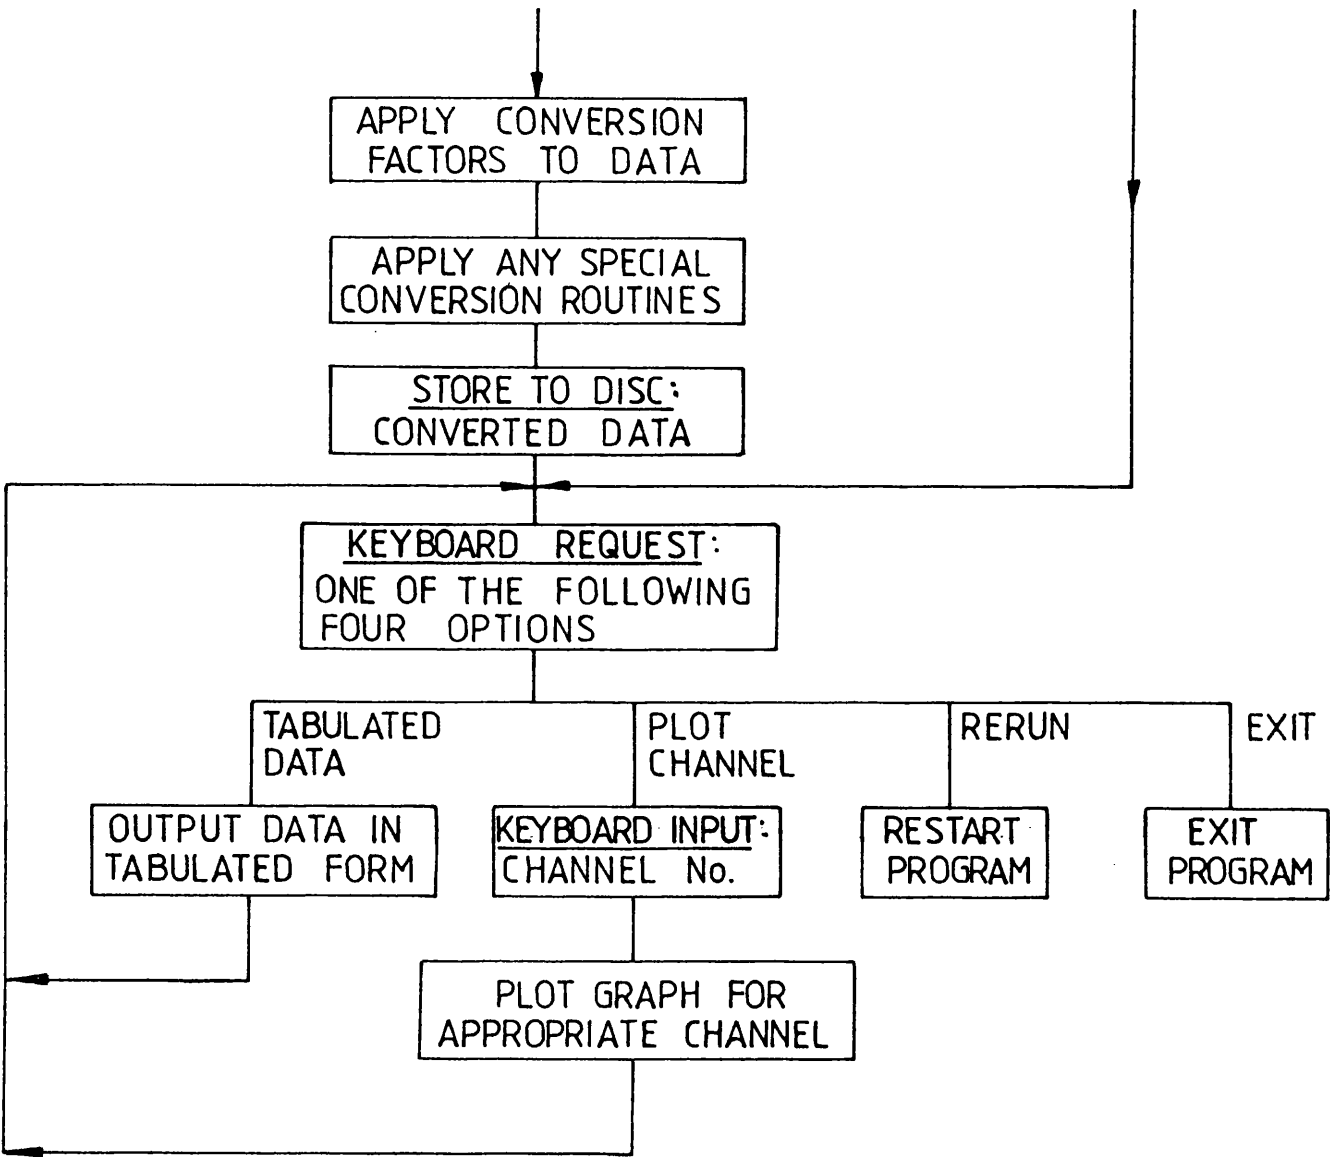 APPLY CONVERSION
FACTORS TO DATA
APPLY ANY SPECIAL
CONVERSION ROUTINES
STORE TO DISC:
CONVERTED DATA
KEYBOARD REQUEST:
ONE OF THE FOLLOWING
FOUR OPTIONS
TABULATED
DATA
PLOT
CHANNEL
RERUN
EXIT
OUTPUT DATA IN
TABULATED FORM
KEYBOARD INPUT:
CHANNEL No.
RESTART
PROGRAM
EXIT
PROGRAM
PLOT GRAPH FOR
APPROPRIATE CHANNEL